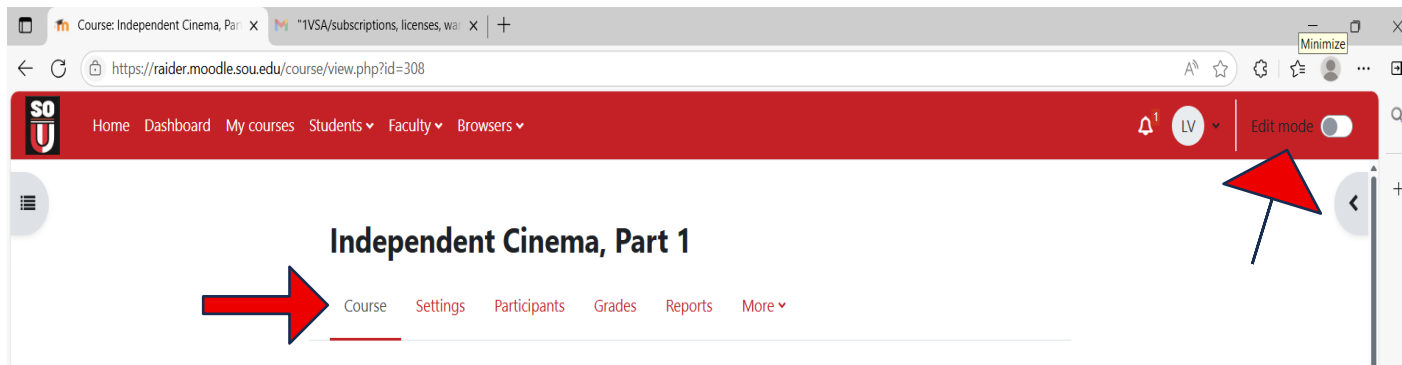 Course: Independent Cinema, Par
"1VSA/subscriptions, licenses, war
Minimize
https://raider.moodle.sou.edu/course/view.php?id=308
SO
U
Home Dashboard My courses Students Faculty Browsers
1
LV
Edit mode
Independent Cinema, Part 1
Course Settings Participants Grades Reports More